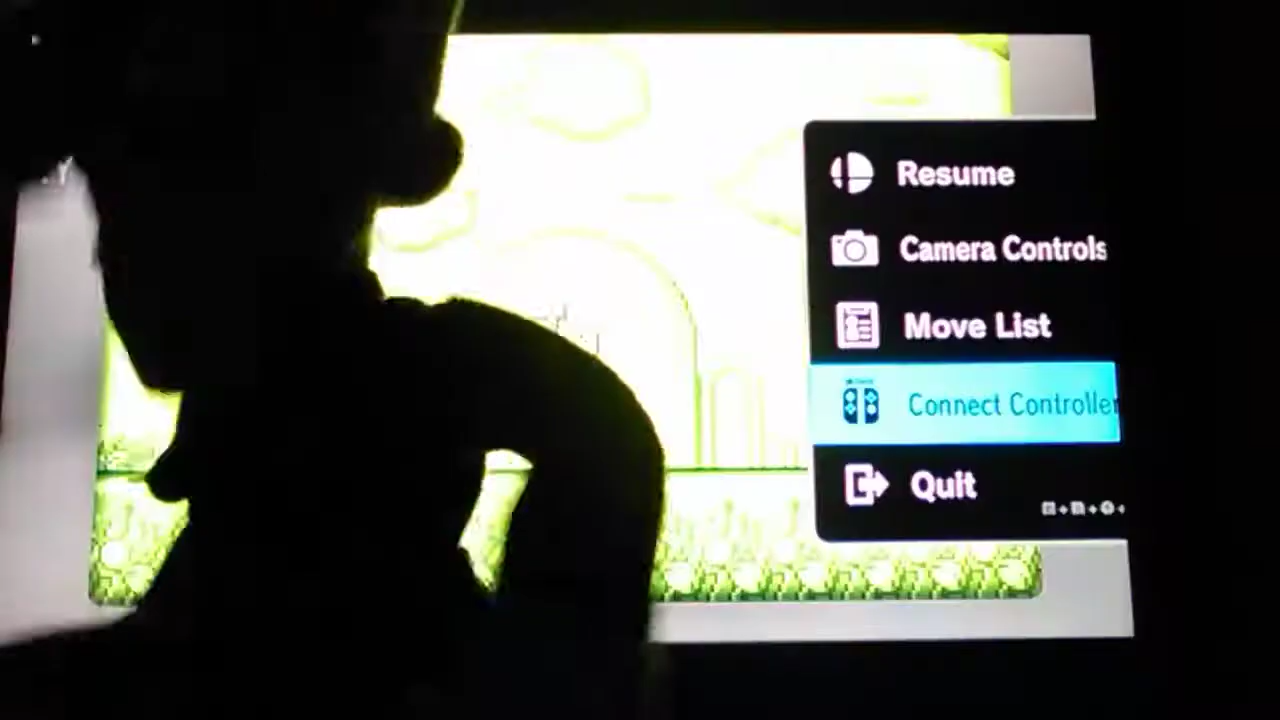 Resume
Camera Controls
Move List
Connect Controller
Quit